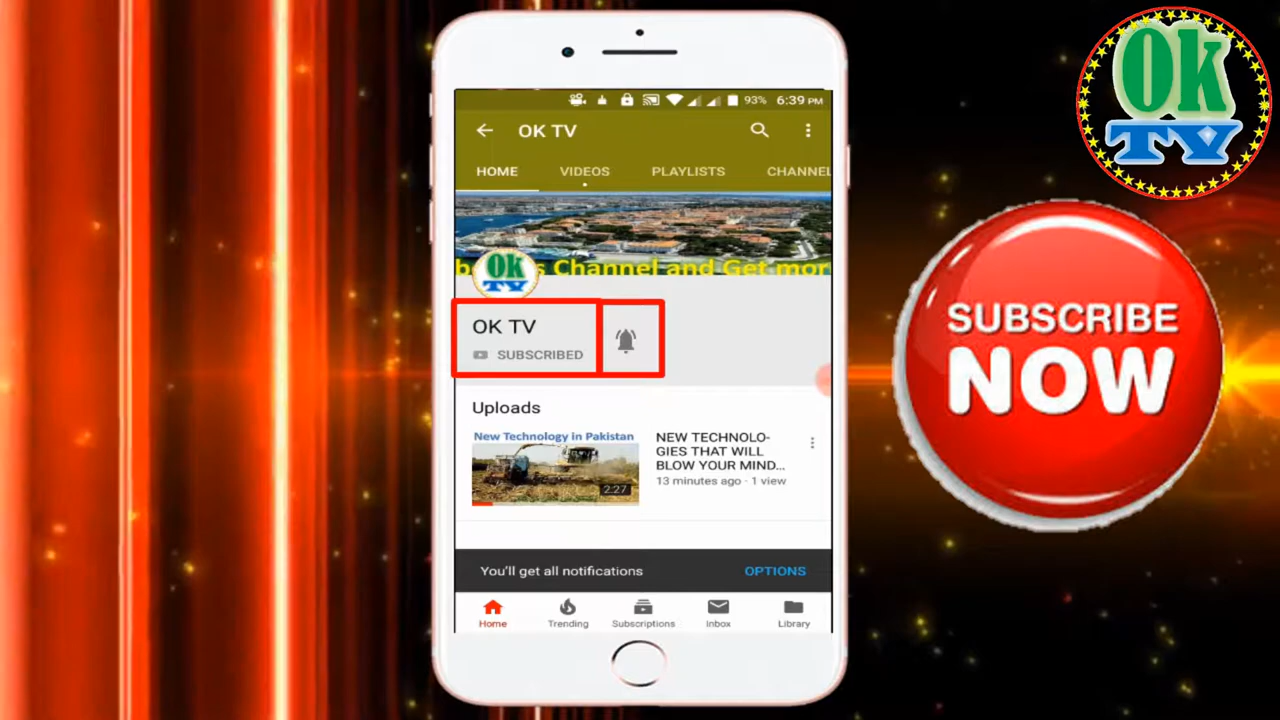 Ok
TV
93% 6:39 PM
OK TV
HOME VIDEOS PLAYLISTS CHANNEL
Channel and Get mor
Ok
TV
OK TV
SUBSCRIBED
Uploads
New Technology in Pakistan
2:27
NEW TECHNOLO-
GIES THAT WILL
BLOW YOUR MIND...
13 minutes ago · 1 view
You'll get all notifications OPTIONS
Home Trending Subscriptions Inbox Library
SUBSCRIBE
NOW